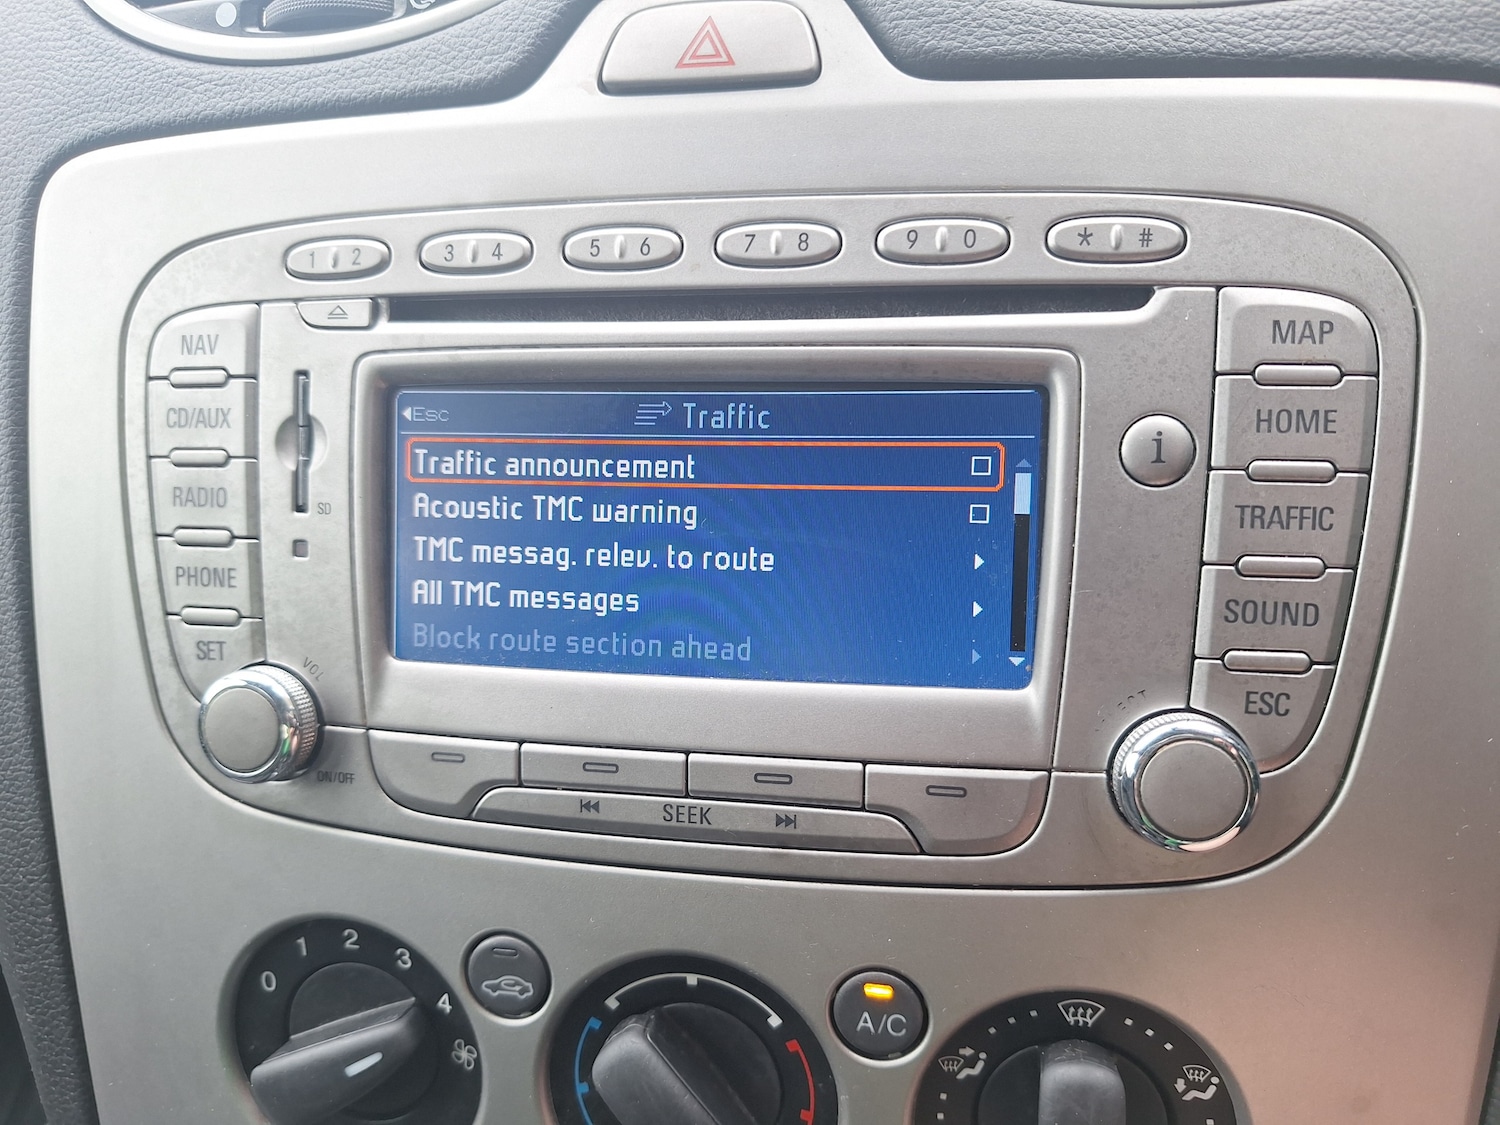 1 2
3 4
5 6
7 8
9 0
* #
NAV
CD/AUX
RADIO
PHONE
SET
SD
VOL
ON/OFF
Esc
Traffic
Traffic announcement
Acoustic TMC warning
TMC messag. relev. to route
All TMC messages
Block route section ahead
i
MAP
HOME
TRAFFIC
SOUND
ESC
SEEK
0 1 2 3 4
A/C